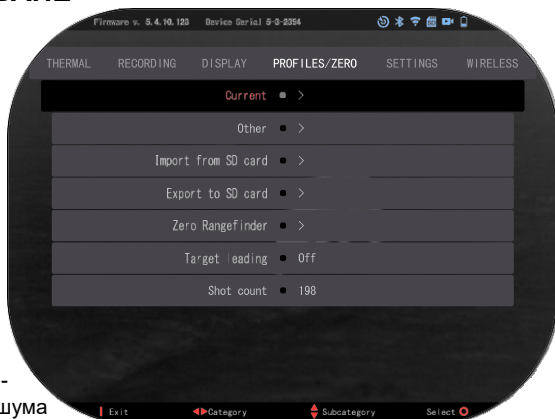 Firmware v. 5.4.10.123 Device Serial 5-3-2354
THERMAL RECORDING DISPLAY PROFILES/ZERO SETTINGS WIRELESS
Current >
Other >
Import from SD card >
Export to SD card >
Zero Rangefinder >
Target leading Off
Shot count 198
шума
Exit Category Subcategory Select